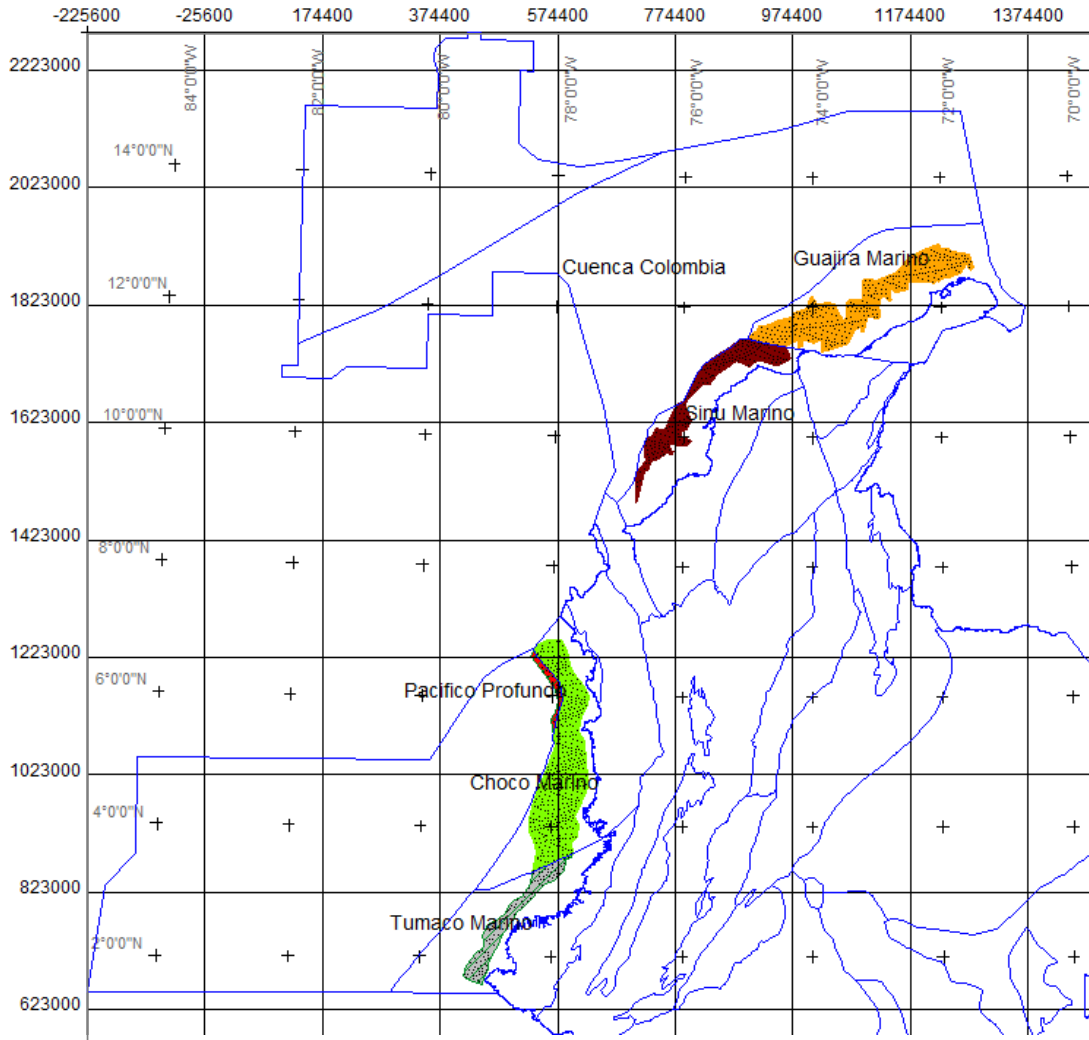 -225600 -25600 174400 374400 574400 774400 974400 1174400 1374400
2223000
84°0'0"W 82°0'0"W 80°0'0"W 78°0'0"W 76°0'0"W 74°0'0"W 72°0'0"W 70°0'0"W
14°0'0"N
2023000
Guajira Marino
Cuenca Colombia
12°0'0"N
1823000
10°0'0"N
Sinu Marino
1623000
1423000
8°0'0"N
1223000
6°0'0"N
Pacifico Profundo
1023000
Choco Marino
4°0'0"N
823000
Tumaco Marino
2°0'0"N
623000